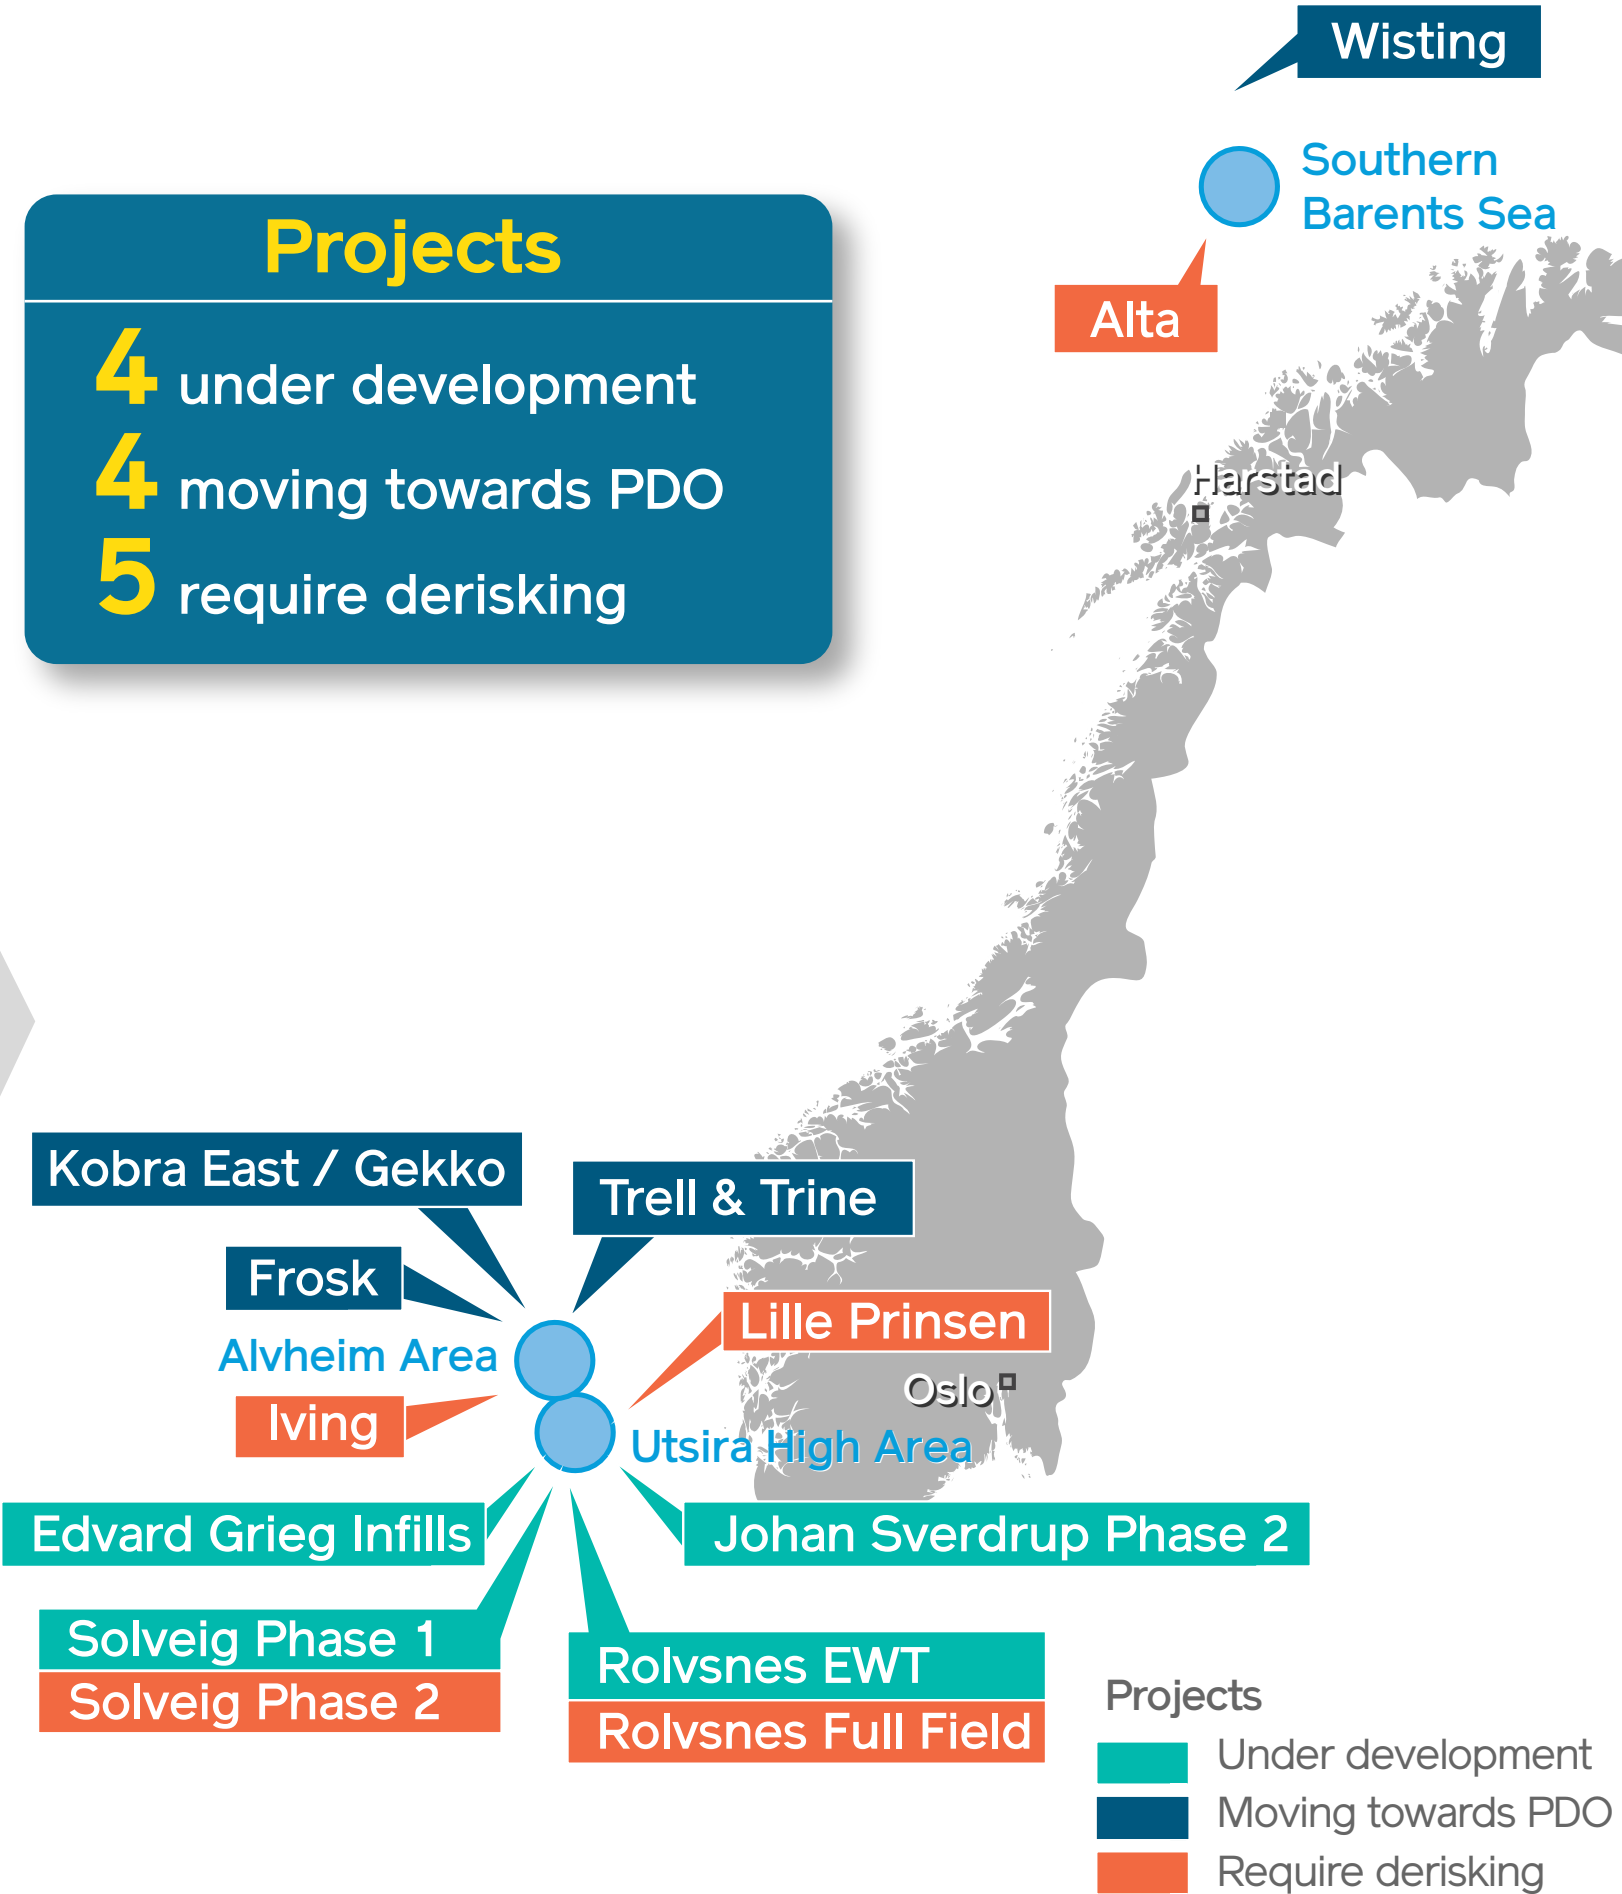 Wisting
Southern
Barents Sea
Alta
Projects
4 under development
4 moving towards PDO
5 require derisking
Harstad
Kobra East / Gekko
Trell & Trine
Frosk
Lille Prinsen
Alvheim Area
Oslo
Iving
Utsira High Area
Edvard Grieg Infills
Johan Sverdrup Phase 2
Solveig Phase 1
Solveig Phase 2
Rolvsnes EWT
Rolvsnes Full Field
Projects
Under development
Moving towards PDO
Require derisking